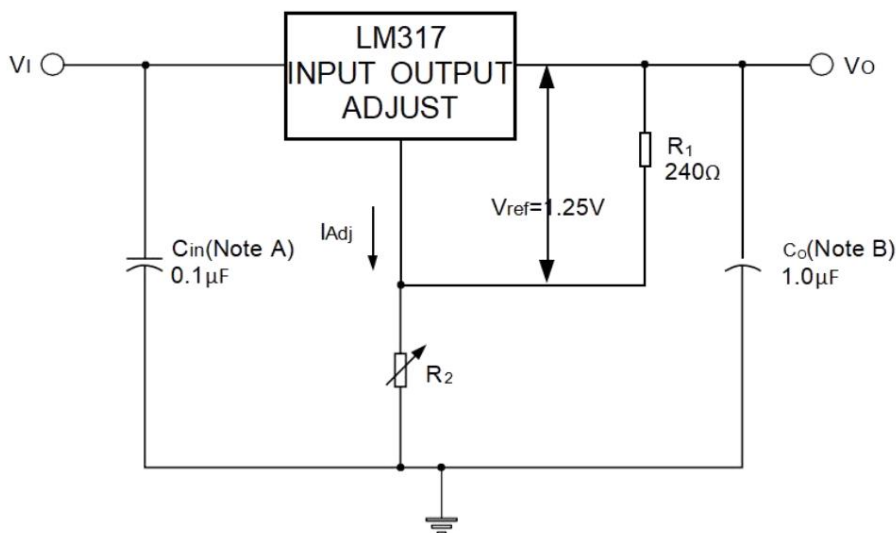 LM317
INPUT OUTPUT
ADJUST
VI
VO
R1
240Ω
Vref=1.25V
IAdj
Cin(Note A)
0.1μF
Co(Note B)
1.0μF
R2